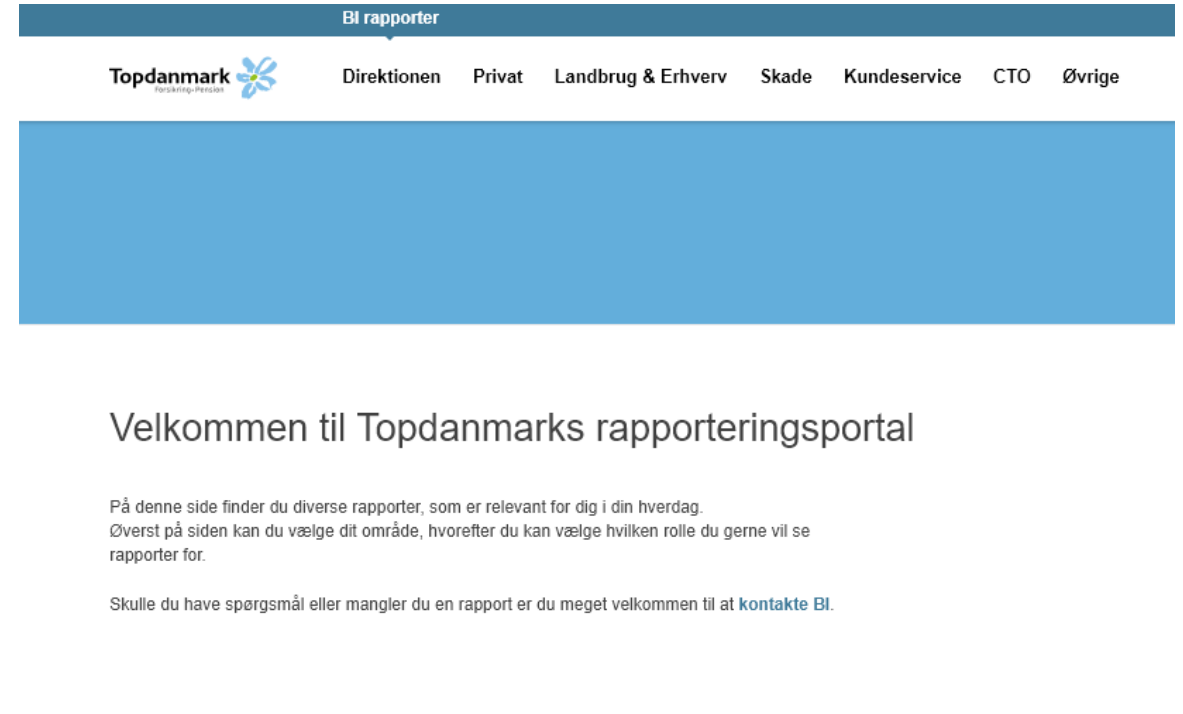 BI rapporter
Topdanmark
Forsikring-Pension
Direktionen Privat Landbrug & Erhverv Skade Kundeservice CTO Øvrige
Velkommen til Topdanmarks rapporteringsportal
På denne side finder du diverse rapporter, som er relevant for dig i din hverdag.
Øverst på siden kan du vælge dit område, hvorefter du kan vælge hvilken rolle du gerne vil se
rapporter for.
Skulle du have spørgsmål eller mangler du en rapport er du meget velkommen til at kontakte BI.